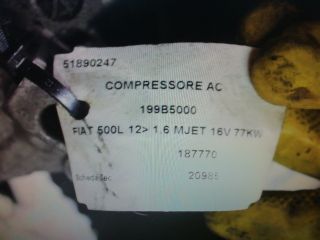 51890247
COMPRESSORE AC
199B5000
FIAT 500L 12> 1.6 MJET 16V 77KW
187770
20985